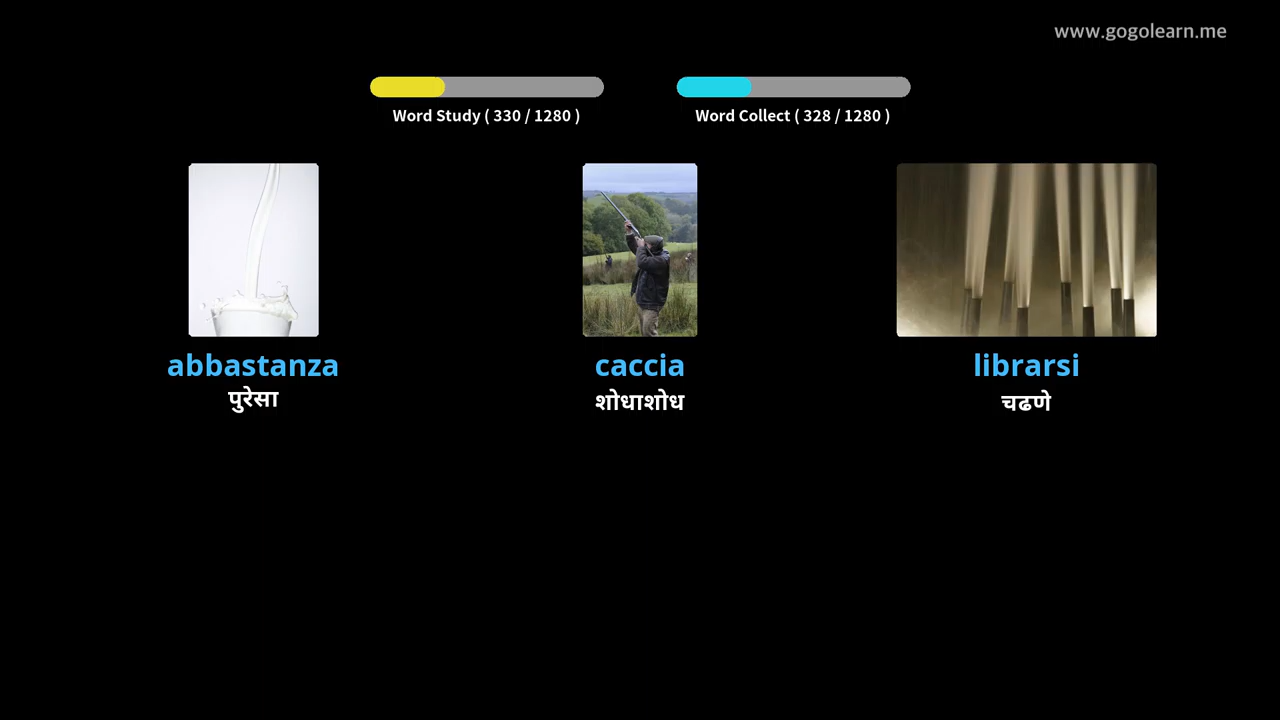 www.gogolearn.me
Word Study ( 330 / 1280 )
Word Collect ( 328 / 1280 )
abbastanza
caccia
librarsi
पुरेसा
शोधाशोध
चढणे